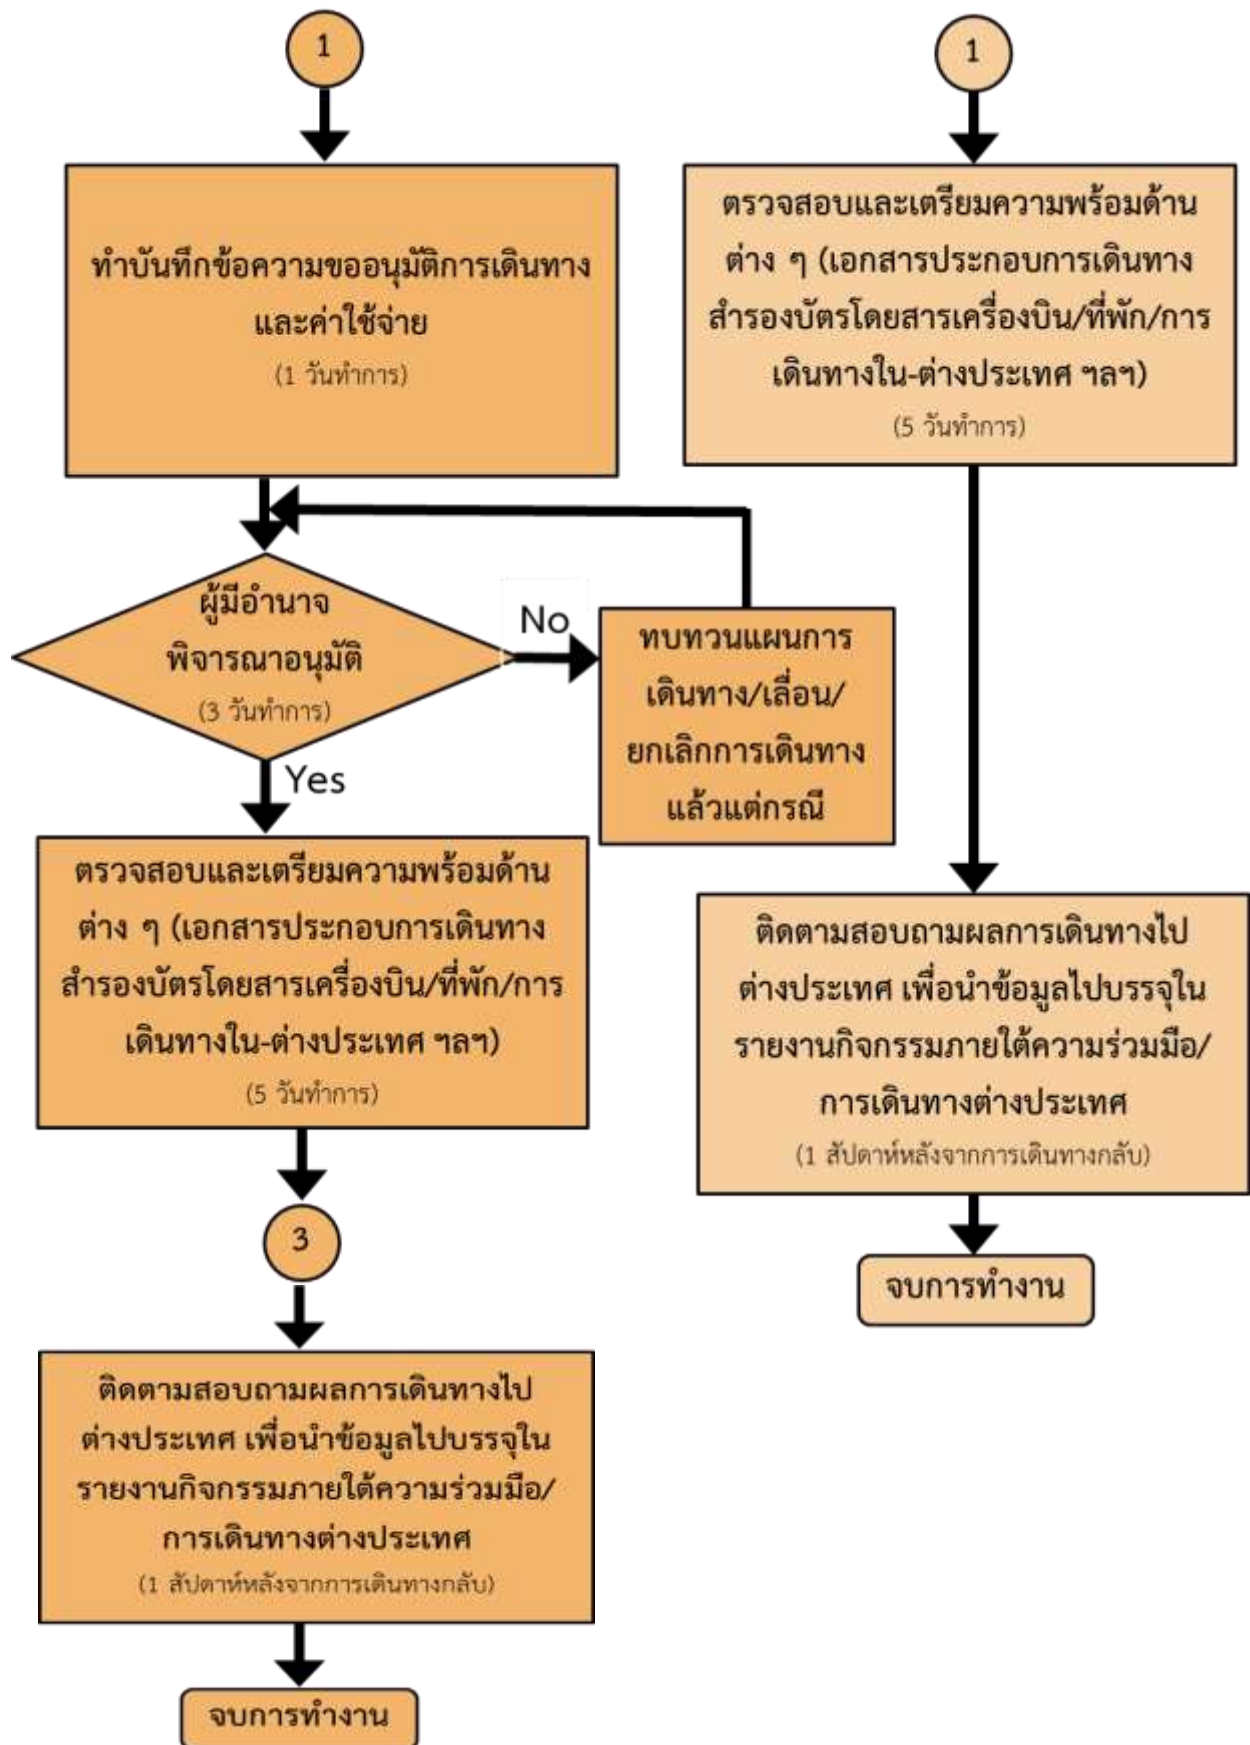 1
ทำบันทึกข้อความขออนุมัติการเดินทาง
และค่าใช้จ่าย
(1 วันทำการ)
ผู้มีอำนาจ
พิจารณาอนุมัติ
(3 วันทำการ)
No
ทบทวนแผนการ
เดินทาง/เลื่อน/
ยกเลิกการเดินทาง
แล้วแต่กรณี
Yes
ตรวจสอบและเตรียมความพร้อมด้าน
ต่าง ๆ (เอกสารประกอบการเดินทาง
สำรองบัตรโดยสารเครื่องบิน/ที่พัก/การ
เดินทางใน-ต่างประเทศ ฯลฯ)
(5 วันทำการ)
3
ติดตามสอบถามผลการเดินทางไป
ต่างประเทศ เพื่อนำข้อมูลไปบรรจุใน
รายงานกิจกรรมภายใต้ความร่วมมือ/
การเดินทางต่างประเทศ
(1 สัปดาห์หลังจากการเดินทางกลับ)
จบการทำงาน
1
ตรวจสอบและเตรียมความพร้อมด้าน
ต่าง ๆ (เอกสารประกอบการเดินทาง
สำรองบัตรโดยสารเครื่องบิน/ที่พัก/การ
เดินทางใน-ต่างประเทศ ฯลฯ)
(5 วันทำการ)
ติดตามสอบถามผลการเดินทางไป
ต่างประเทศ เพื่อนำข้อมูลไปบรรจุใน
รายงานกิจกรรมภายใต้ความร่วมมือ/
การเดินทางต่างประเทศ
(1 สัปดาห์หลังจากการเดินทางกลับ)
จบการทำงาน